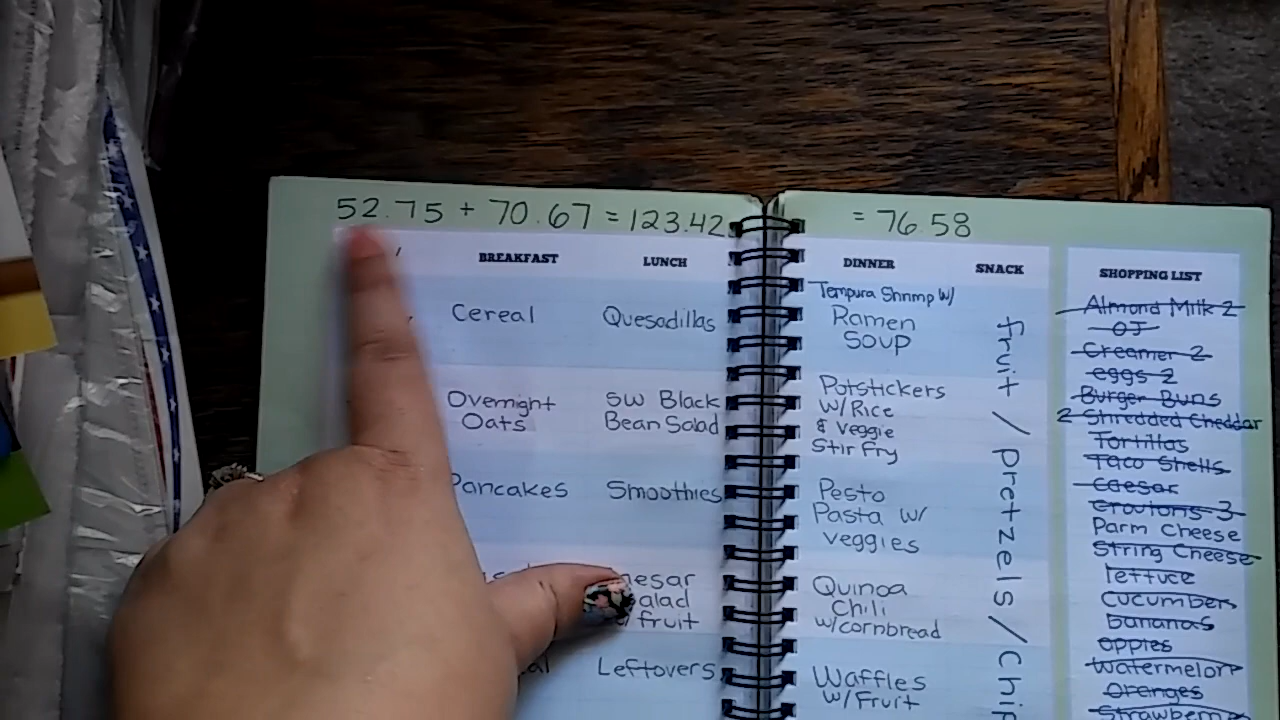 52.75 + 70.67 = 123.42 = 76.58
BREAKFAST LUNCH DINNER SNACK SHOPPING LIST
Cereal
Quesadillas
Tempura Shrimp w/
Ramen
Soup
Overnight
Oats
SW Black
Bean Salad
Potstickers
w/Rice
& Veggie
Stir Fry
Pancakes
Smoothies
Pesto
Pasta w/
veggies
Quinoa
Chili
w/cornbread
fruit
Leftovers
Waffles
w/Fruit
fruit / pretzels /
Almond Milk 2
OJ
Creamer 2
eggs 2
Burger Buns
2 Shredded Cheddar
Tortillas
Taco Shells
Caesar
Croutons 3
Parm Cheese
String Cheese
lettuce
cucumbers
bananas
apples
Watermelon
Oranges